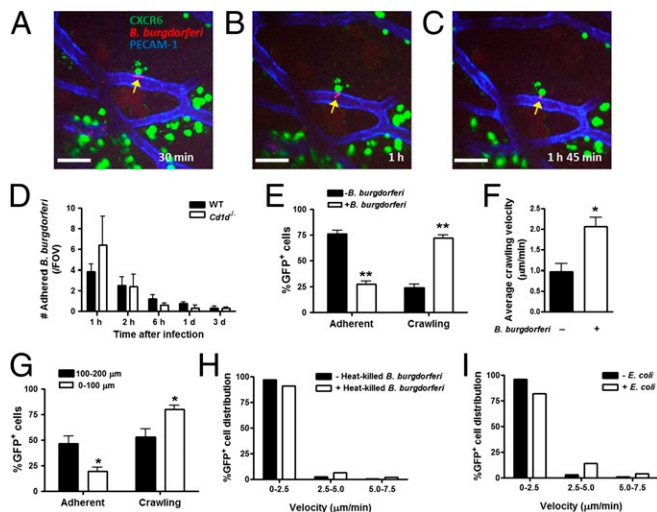 A
CXCR6
B. burgdorferi
PECAM-1
30 min
B
1 h
C
1 h 45 min
D
# Adhered B. burgdorferi
(/FOV)
10
8
6
4
2
0
WT
Cd1d-/-
1 h 2 h 6 h 1 d 3 d
Time after infection
E
%GFP+ cells
100
75
50
25
0
-B. burgdorferi
+B. burgdorferi
**
**
Adherent Crawling
F
Average crawling velocity
(μm/min)
2.5
2.0
1.5
1.0
0.5
0.0
*
B. burgdorferi – +
G
%GFP+ cells
100
75
50
25
0
100-200 μm
0-100 μm
*
*
Adherent Crawling
H
%GFP+ cell distribution
100
75
50
25
0
- Heat-killed B. burgdorferi
+ Heat-killed B. burgdorferi
0-2.5 2.5-5.0 5.0-7.5
Velocity (μm/min)
I
%GFP+ cell distribution
100
75
50
25
0
- E. coli
+ E. coli
0-2.5 2.5-5.0 5.0-7.5
Velocity (μm/min)